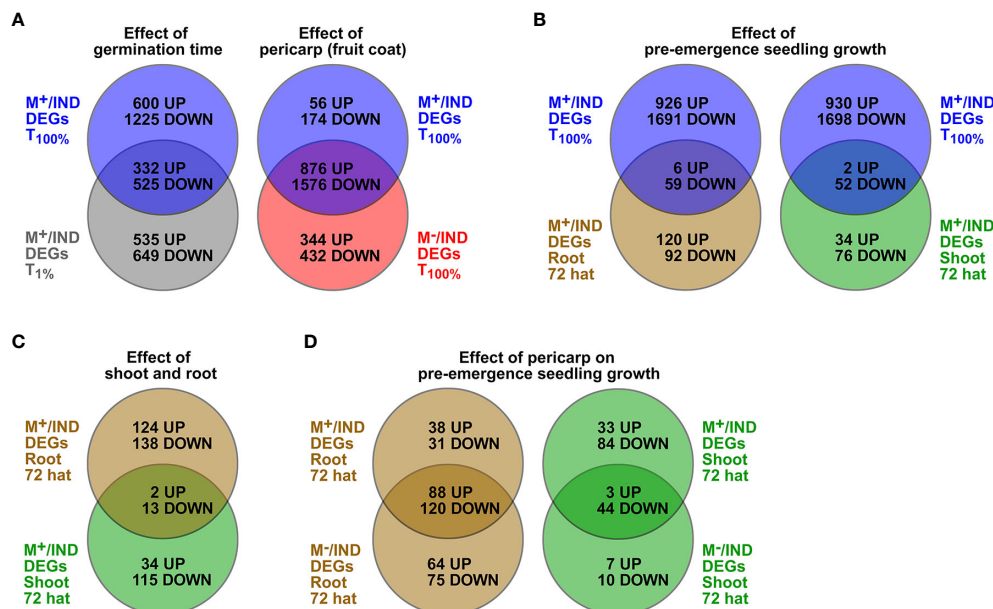 A
Effect of
germination time
Effect of
pericarp (fruit coat)
M+/IND
DEGs
T100%
600 UP
1225 DOWN
332 UP
525 DOWN
M+/IND
DEGs
T1%
535 UP
649 DOWN
56 UP
174 DOWN
M+/IND
DEGs
T100%
876 UP
1576 DOWN
344 UP
432 DOWN
M-/IND
DEGs
T100%
B
Effect of
pre-emergence seedling growth
M+/IND
DEGs
T100%
926 UP
1691 DOWN
6 UP
59 DOWN
M+/IND
DEGs
Root
72 hat
120 UP
92 DOWN
930 UP
1698 DOWN
M+/IND
DEGs
T100%
2 UP
52 DOWN
34 UP
76 DOWN
M+/IND
DEGs
Shoot
72 hat
C
Effect of
shoot and root
M+/IND
DEGs
Root
72 hat
124 UP
138 DOWN
2 UP
13 DOWN
M+/IND
DEGs
Shoot
72 hat
34 UP
115 DOWN
D
Effect of pericarp on
pre-emergence seedling growth
M+/IND
DEGs
Root
72 hat
38 UP
31 DOWN
88 UP
120 DOWN
M-/IND
DEGs
Root
72 hat
64 UP
75 DOWN
33 UP
84 DOWN
M+/IND
DEGs
Shoot
72 hat
3 UP
44 DOWN
7 UP
10 DOWN
M-/IND
DEGs
Shoot
72 hat